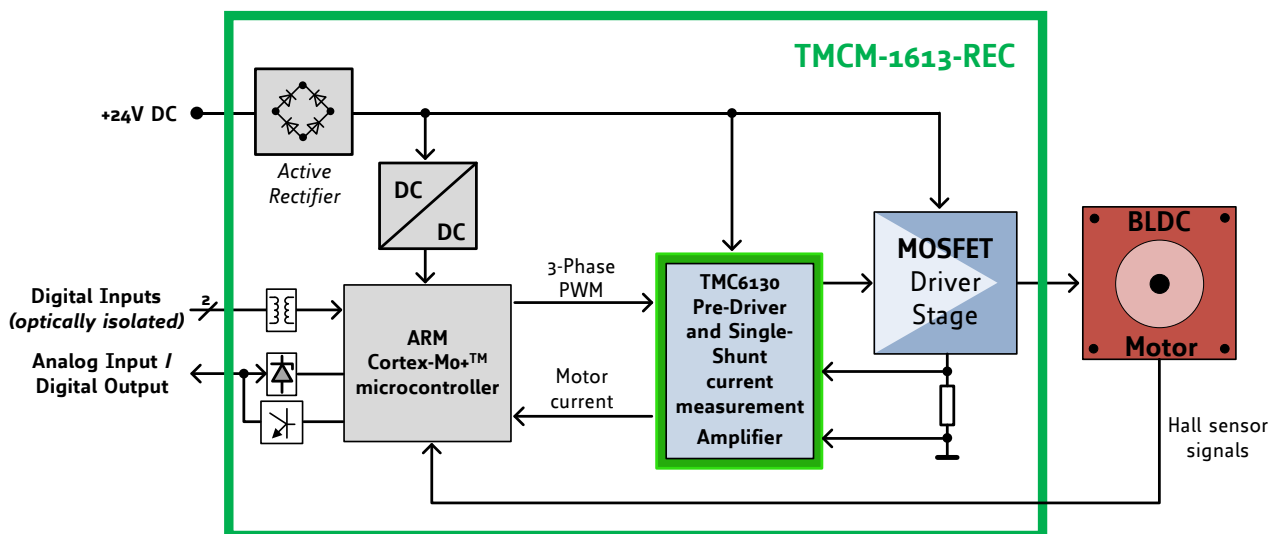 TMCM-1613-REC
+24V DC
Active
Rectifier
DC
DC
3-Phase
PWM
Digital Inputs
(optically isolated)
2
Analog Input /
Digital Output
ARM
Cortex-M0+™
microcontroller
Motor
current
TMC6130
Pre-Driver
and Single-
Shunt
current
measurement
Amplifier
MOSFET
Driver
Stage
BLDC
Motor
Hall sensor
signals